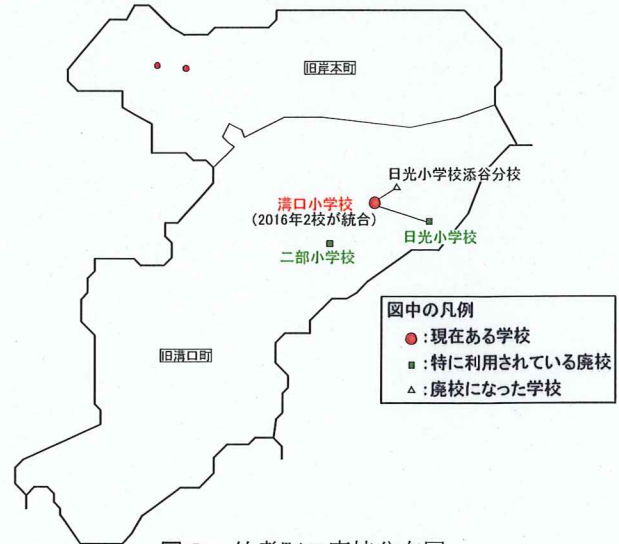 旧岸本町
日光小学校添谷分校
溝口小学校
(2016年2校が統合)
日光小学校
二部小学校
旧溝口町
図中の凡例
:現在ある学校
:特に利用されている廃校
:廃校になった学校